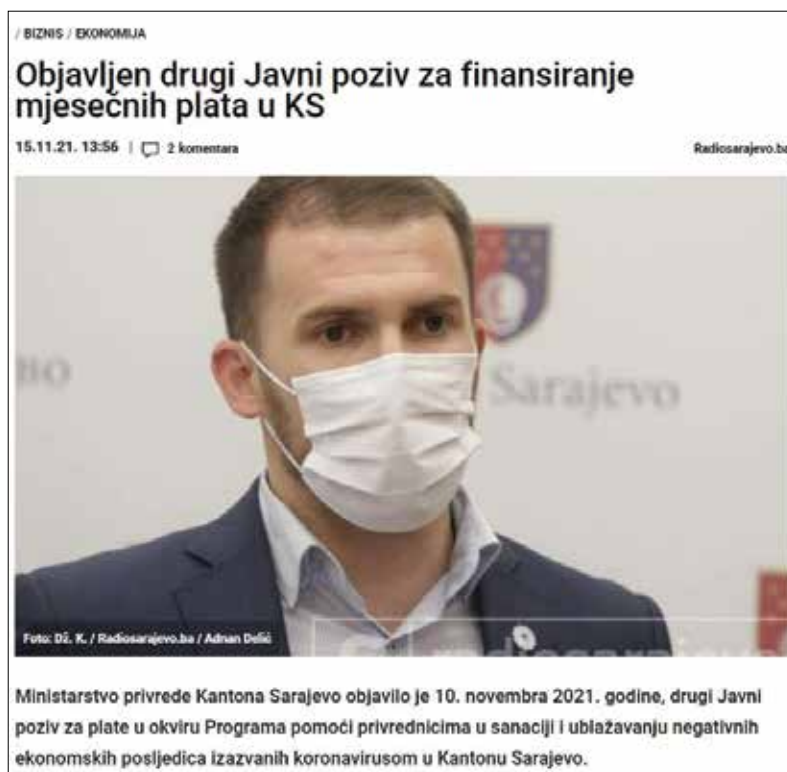 / BIZNIS / EKONOMIJA
Objavljen drugi Javni poziv za finansiranje
mjesečnih plata u KS
15.11.21. 13:56 | 2 komentara
Radiosarajevo.ba
Sarajevo
Foto: Dž. K. / Radiosarajevo.ba / Adnan Delić
radiosarajevo
Ministarstvo privrede Kantona Sarajevo objavilo je 10. novembra 2021. godine, drugi Javni
poziv za plate u okviru Programa pomoći privrednicima u sanaciji i ublažavanju negativnih
ekonomskih posljedica izazvanih koronavirusom u Kantonu Sarajevo.